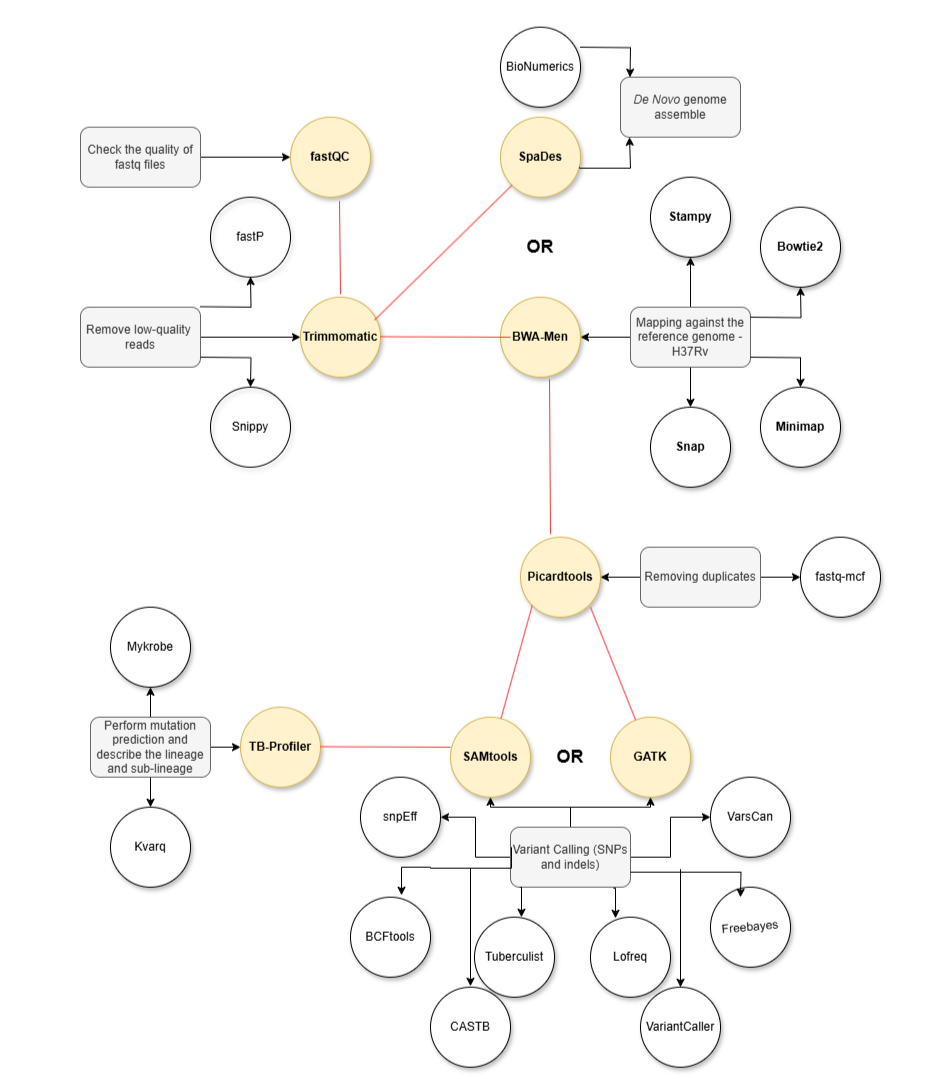 BioNumerics
De Novo genome
assemble
Check the quality of
fastq files
fastQC
SpaDes
Stampy
fastP
OR
Bowtie2
Remove low-quality
reads
Trimmomatic
BWA-Men
Mapping against the
reference genome -
H37Rv
Snippy
Snap
Minimap
Picardtools
Removing duplicates
fastq-mcf
Mykrobe
Perform mutation
prediction and
describe the lineage
and sub-lineage
TB-Profiler
SAMtools
OR
GATK
snpEff
VarsCan
Kvarq
Variant Calling (SNPs
and indels)
BCFtools
Tuberculist
Lofreq
Freebayes
CASTB
VariantCaller